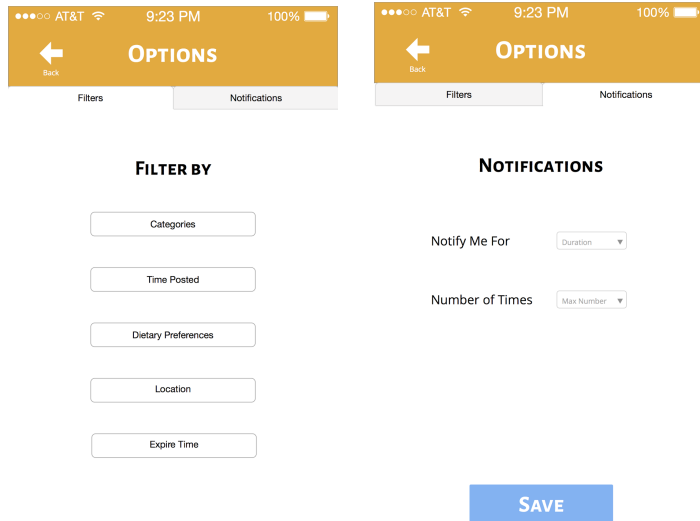 AT&T 9:23 PM 100%
Options
Back
Filters Notifications
Filter by
Categories
Time Posted
Dietary Preferences
Location
Expire Time
AT&T 9:23 PM 100%
Options
Back
Filters Notifications
Notifications
Notify Me For Duration
Number of Times Max Number
Save